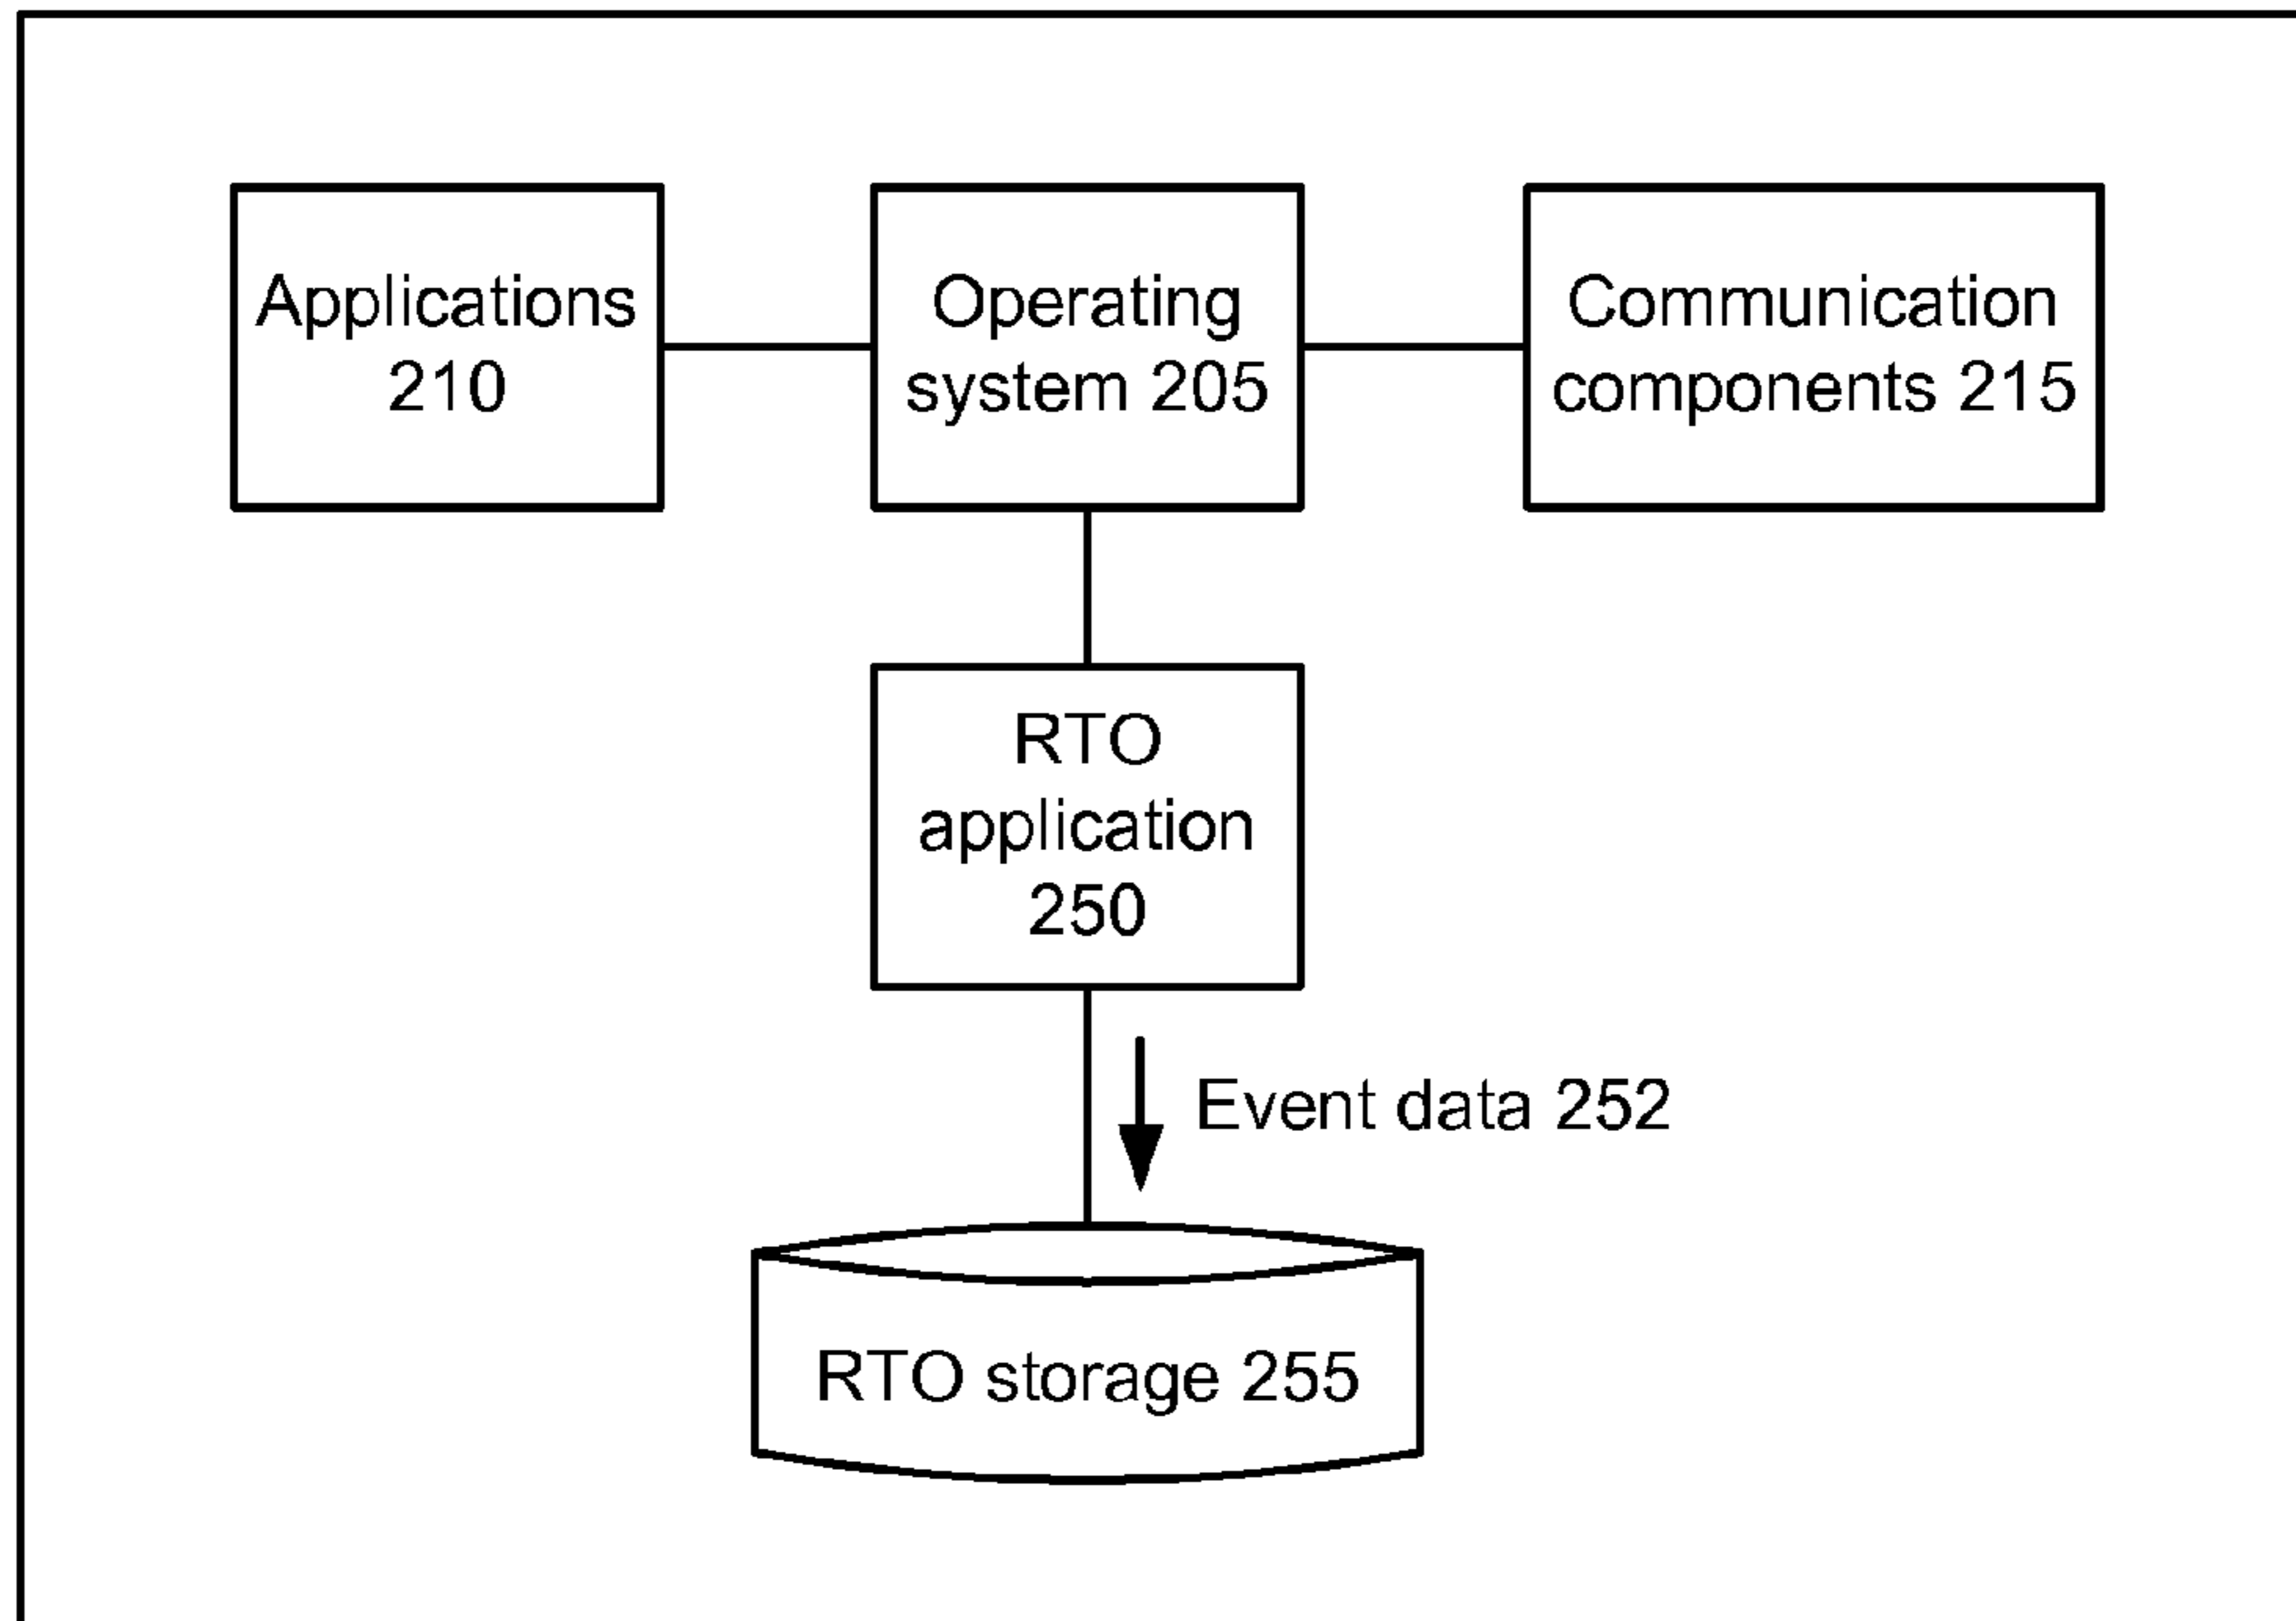 Applications
210
Operating
system 205
Communication
components 215
RTO
application
250
Event data 252
RTO storage 255